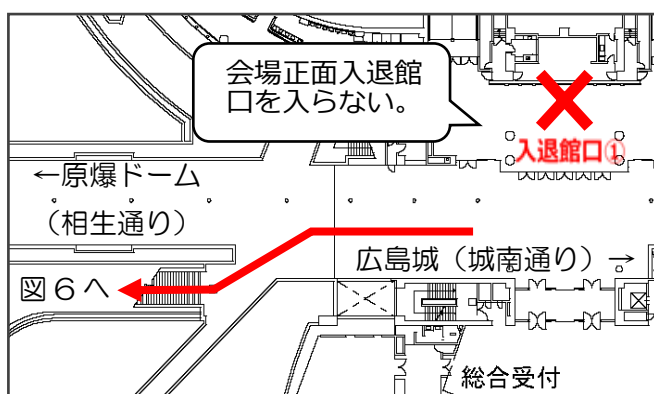 会場正面入退館
口を入らない。
入退館口①
←原爆ドーム
（相生通り）
広島城（城南通り）→
図６へ
総合受付